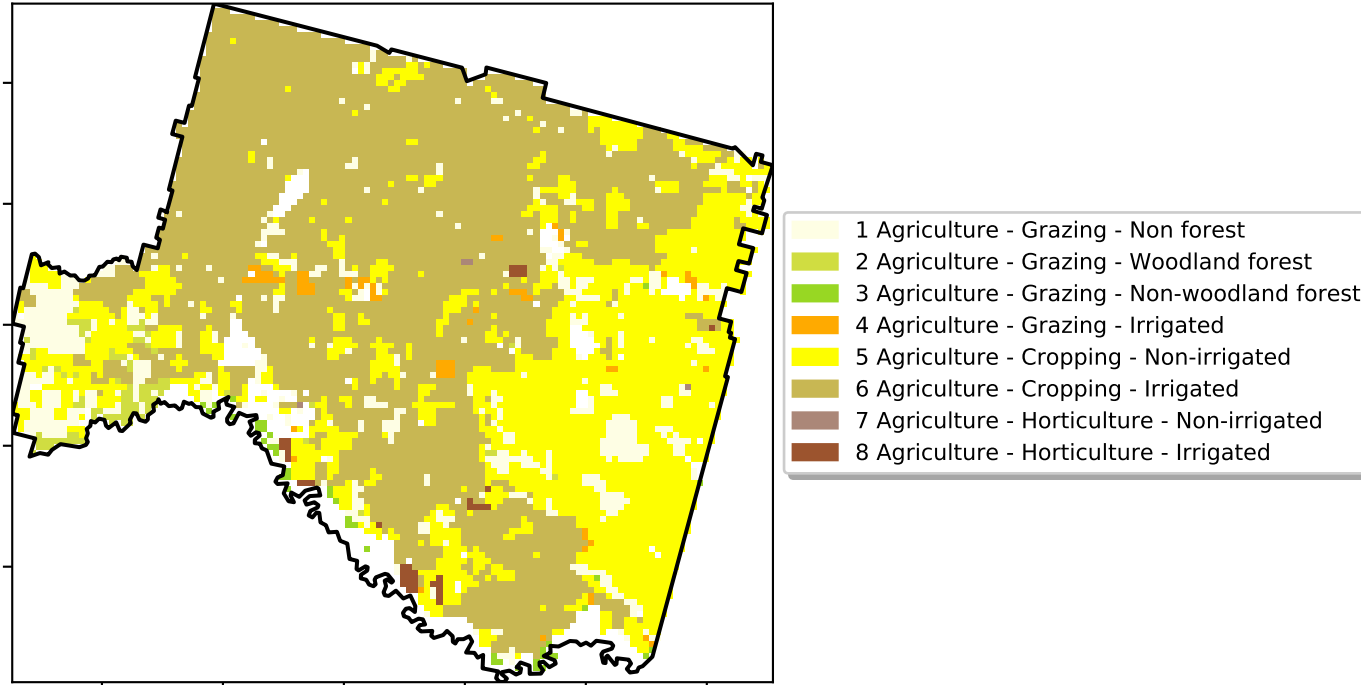 1 Agriculture - Grazing - Non forest
2 Agriculture - Grazing - Woodland forest
3 Agriculture - Grazing - Non-woodland forest
4 Agriculture - Grazing - Irrigated
5 Agriculture - Cropping - Non-irrigated
6 Agriculture - Cropping - Irrigated
7 Agriculture - Horticulture - Non-irrigated
8 Agriculture - Horticulture - Irrigated